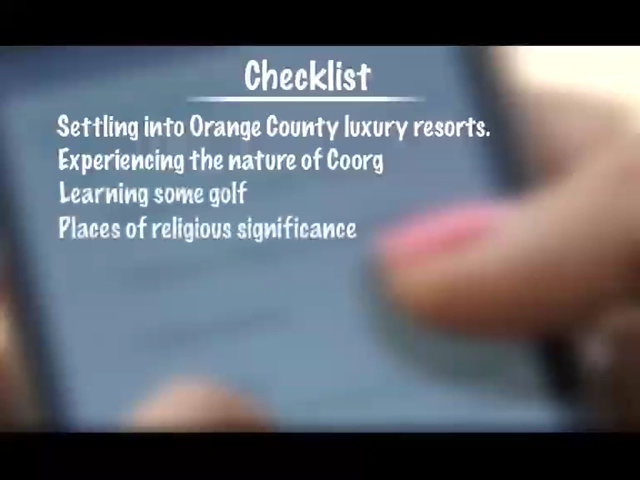 Checklist
Settling into Orange County luxury resorts.
Experiencing the nature of Coorg
Learning some golf
Places of religious significance